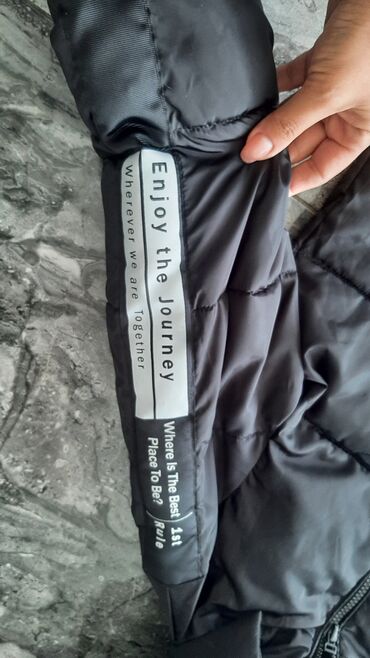 Enjoy the Journey
Wherever we are Together
Where Is The Best
Place To Be?
1st
Rule